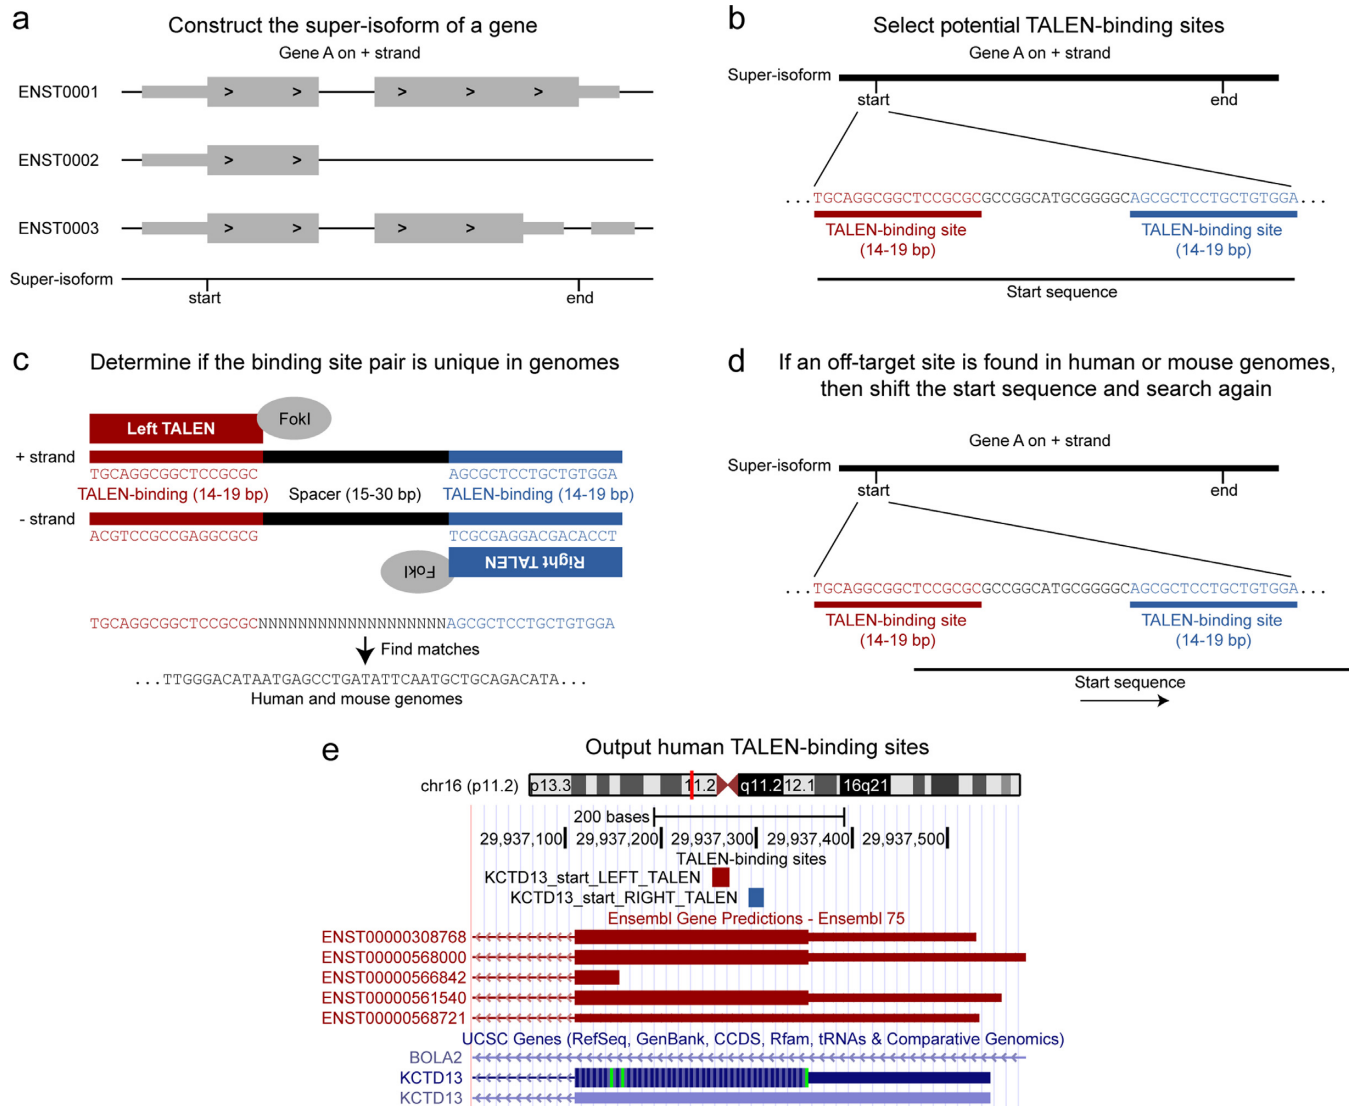 a
Construct the super-isoform of a gene
Gene A on + strand
ENST0001
> > > > >
ENST0002
> >
ENST0003
> > > >
Super-isoform
start
end
b
Select potential TALEN-binding sites
Gene A on + strand
Super-isoform
start
end
...TGCAGGCGGCTCCGCGCGCCGGCATGCGGGGCAGCGCTCCTGCTGTGGA...
TALEN-binding site
(14-19 bp)
TALEN-binding site
(14-19 bp)
Start sequence
c
Determine if the binding site pair is unique in genomes
FokI
Left TALEN
+ strand
TGCAGGCGGCTCCGCGC
AGCGCTCCTGCTGTGGA
TALEN-binding (14-19 bp)
Spacer (15-30 bp)
TALEN-binding (14-19 bp)
- strand
ACGTCCGCCGAGGCGCG
TCGCGAGGACGACACCT
FokI
Right TALEN
TGCAGGCGGCTCCGCGCNNNNNNNNNNNNNNNNNNNAGCGCTCCTGCTGTGGA
Find matches
...TTGGGACATAATGAGCCTGATATTCAATGCTGCAGACATA...
Human and mouse genomes
d
If an off-target site is found in human or mouse genomes,
then shift the start sequence and search again
Gene A on + strand
Super-isoform
start
end
...TGCAGGCGGCTCCGCGCGCCGGCATGCGGGGCAGCGCTCCTGCTGTGGA...
TALEN-binding site
(14-19 bp)
TALEN-binding site
(14-19 bp)
Start sequence
e
Output human TALEN-binding sites
chr16 (p11.2)
p13.3
11.2
q11.2
12.1
16q21
200 bases
29,937,100
29,937,200
29,937,300
29,937,400
29,937,500
TALEN-binding sites
KCTD13_start_LEFT_TALEN
KCTD13_start_RIGHT_TALEN
Ensembl Gene Predictions - Ensembl 75
ENST00000308768
ENST00000568000
ENST00000566842
ENST00000561540
ENST00000568721
UCSC Genes (RefSeq, GenBank, CCDS, Rfam, tRNAs & Comparative Genomics)
BOLA2
KCTD13
KCTD13